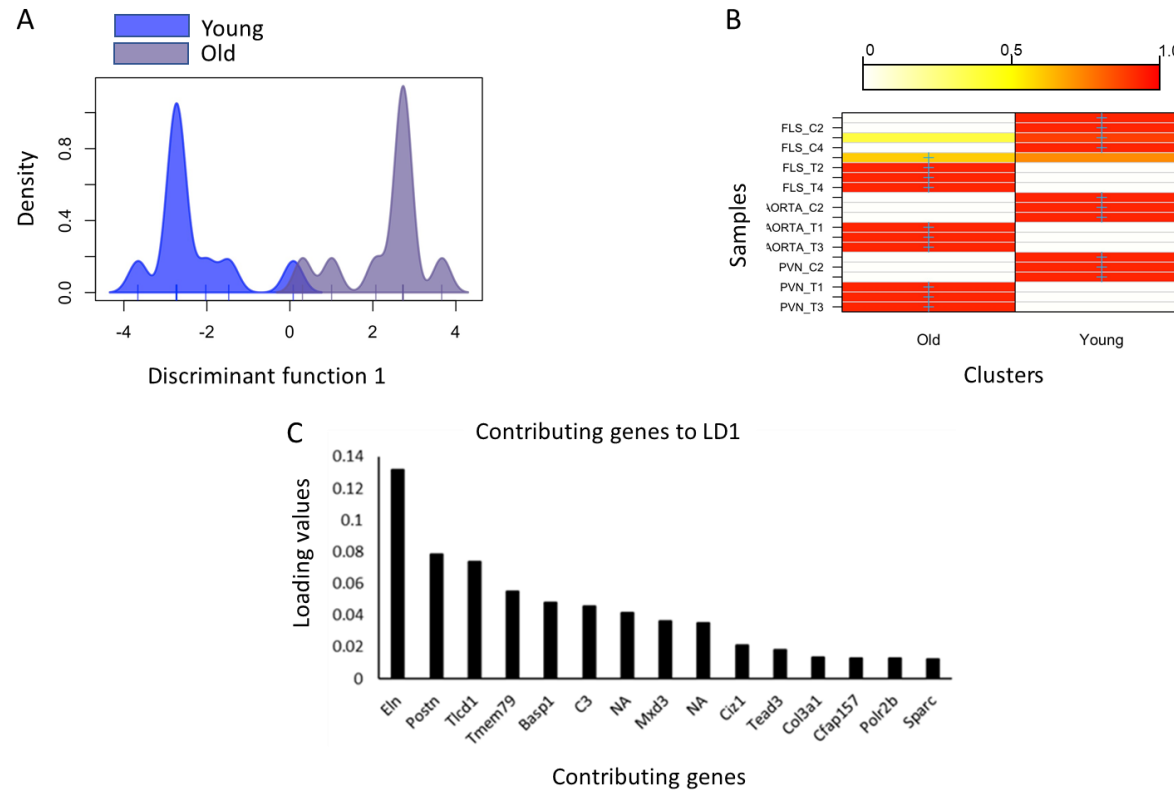 A
Young
Old
Density
0.8
0.4
0.0
-4
-2
0
2
4
Discriminant function 1
B
0
0.5
1.0
Samples
FLS_C2
FLS_C4
FLS_T2
FLS_T4
AORTA_C2
AORTA_T1
AORTA_T3
PVN_C2
PVN_T1
PVN_T3
Old
Young
Clusters
C
Contributing genes to LD1
Loading values
0.14
0.12
0.1
0.08
0.06
0.04
0.02
0
Eln
Postn
Tlcd1
Tmem79
Basp1
C3
NA
Mxd3
NA
Ciz1
Tead3
Col3a1
Cfap157
Polr2b
Sparc
Contributing genes